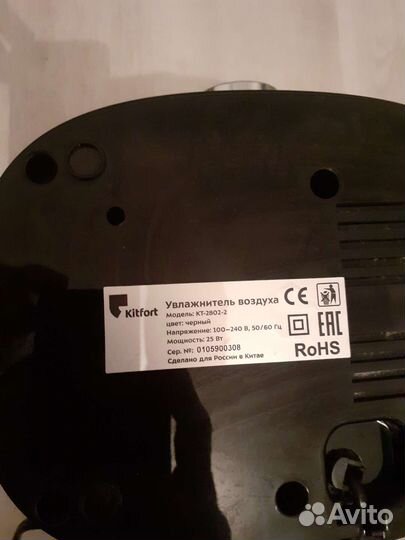 Kitfort
Увлажнитель воздуха
Модель: КТ-2802-2
цвет: черный
Напряжение: 100~240 В, 50/60 Гц
Мощность: 25 Вт
Сер. №: 0105900308
Сделано для России в Китае
CE
EAC
RoHS
Avito